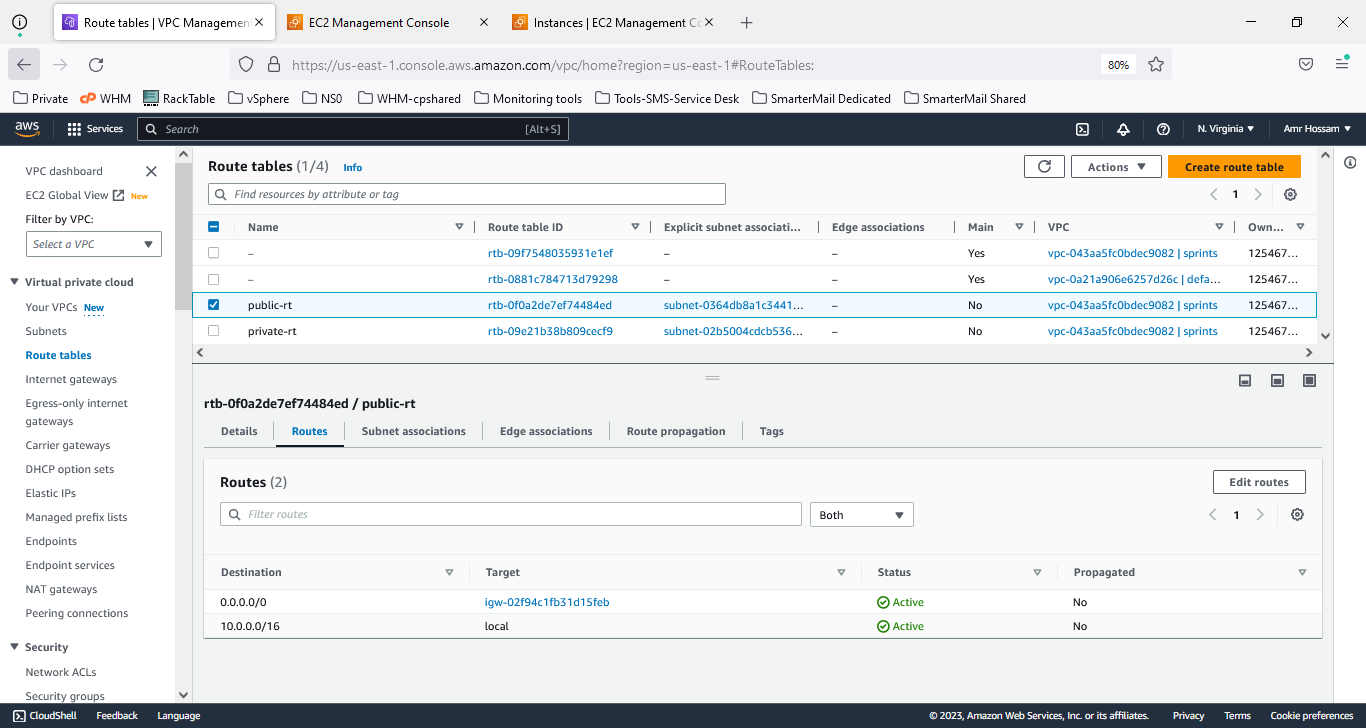 Route tables | VPC Management
EC2 Management Console
Instances | EC2 Management Co
https://us-east-1.console.aws.amazon.com/vpc/home?region=us-east-1#RouteTables:
80%
Private
WHM
RackTable
vSphere
NS0
WHM-cpshared
Monitoring tools
Tools-SMS-Service Desk
SmarterMail Dedicated
SmarterMail Shared
aws
Services
Search
[Alt+S]
N. Virginia
Amr Hossam
VPC dashboard
EC2 Global View
New
Filter by VPC:
Select a VPC
Virtual private cloud
Your VPCs New
Subnets
Route tables
Internet gateways
Egress-only internet
gateways
Carrier gateways
DHCP option sets
Elastic IPs
Managed prefix lists
Endpoints
Endpoint services
NAT gateways
Peering connections
Security
Network ACLs
Security groups
Route tables (1/4) Info
Actions
Create route table
Find resources by attribute or tag
1
Name Route table ID Explicit subnet associati... Edge associations Main VPC Own...
– rtb-09f7548035931e1ef – – Yes vpc-043aa5fc0bdec9082 | sprints 125467...
– rtb-0881c784713d79298 – – Yes vpc-0a21a906e6257d26c | defa... 125467...
public-rt rtb-0f0a2de7ef74484ed subnet-0364db8a1c3441... – No vpc-043aa5fc0bdec9082 | sprints 125467...
private-rt rtb-09e21b38b809cecf9 subnet-02b5004cdcb536... – No vpc-043aa5fc0bdec9082 | sprints 125467...
rtb-0f0a2de7ef74484ed / public-rt
Details
Routes
Subnet associations
Edge associations
Route propagation
Tags
Routes (2)
Edit routes
Filter routes
Both
1
Destination Target Status Propagated
0.0.0.0/0 igw-02f94c1fb31d15feb Active No
10.0.0.0/16 local Active No
CloudShell
Feedback
Language
© 2023, Amazon Web Services, Inc. or its affiliates.
Privacy
Terms
Cookie preferences